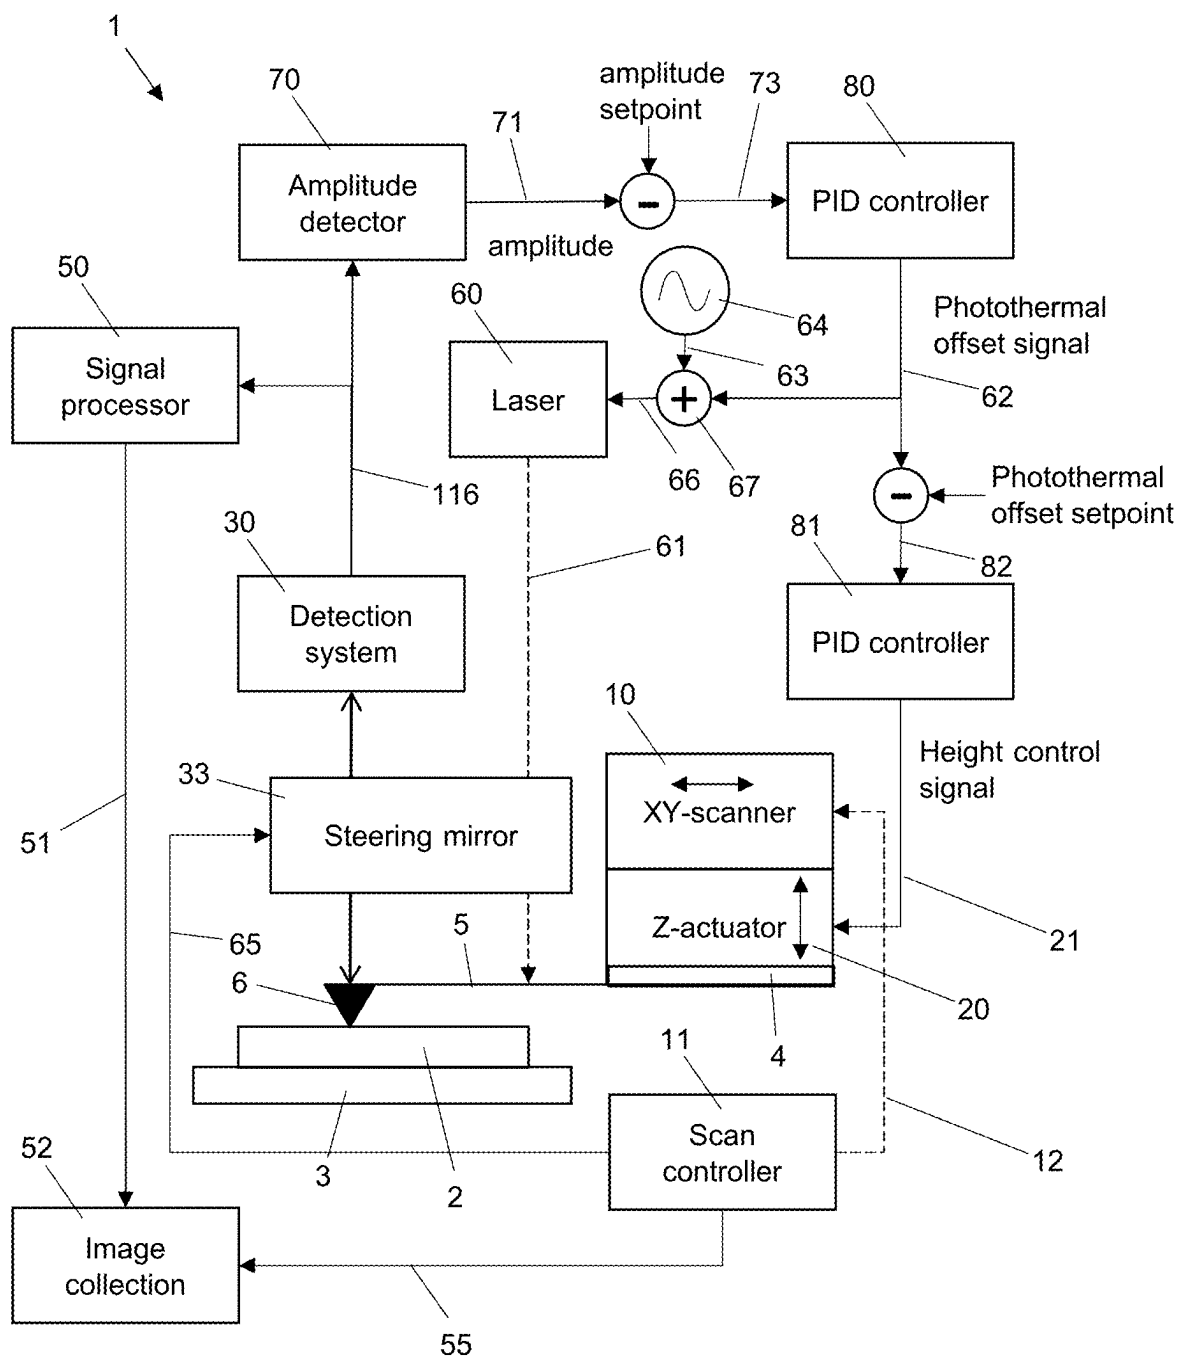 1
70
amplitude
setpoint
73
80
71
Amplitude
detector
-
PID controller
amplitude
50
60
64
Photothermal
offset signal
Signal
processor
63
Laser
+
62
66
67
116
-
Photothermal
offset setpoint
30
61
81
82
Detection
system
PID controller
10
33
Height control
signal
XY-scanner
Steering mirror
51
Z-actuator
5
21
65
6
20
4
11
52
3
2
Scan
controller
12
Image
collection
55